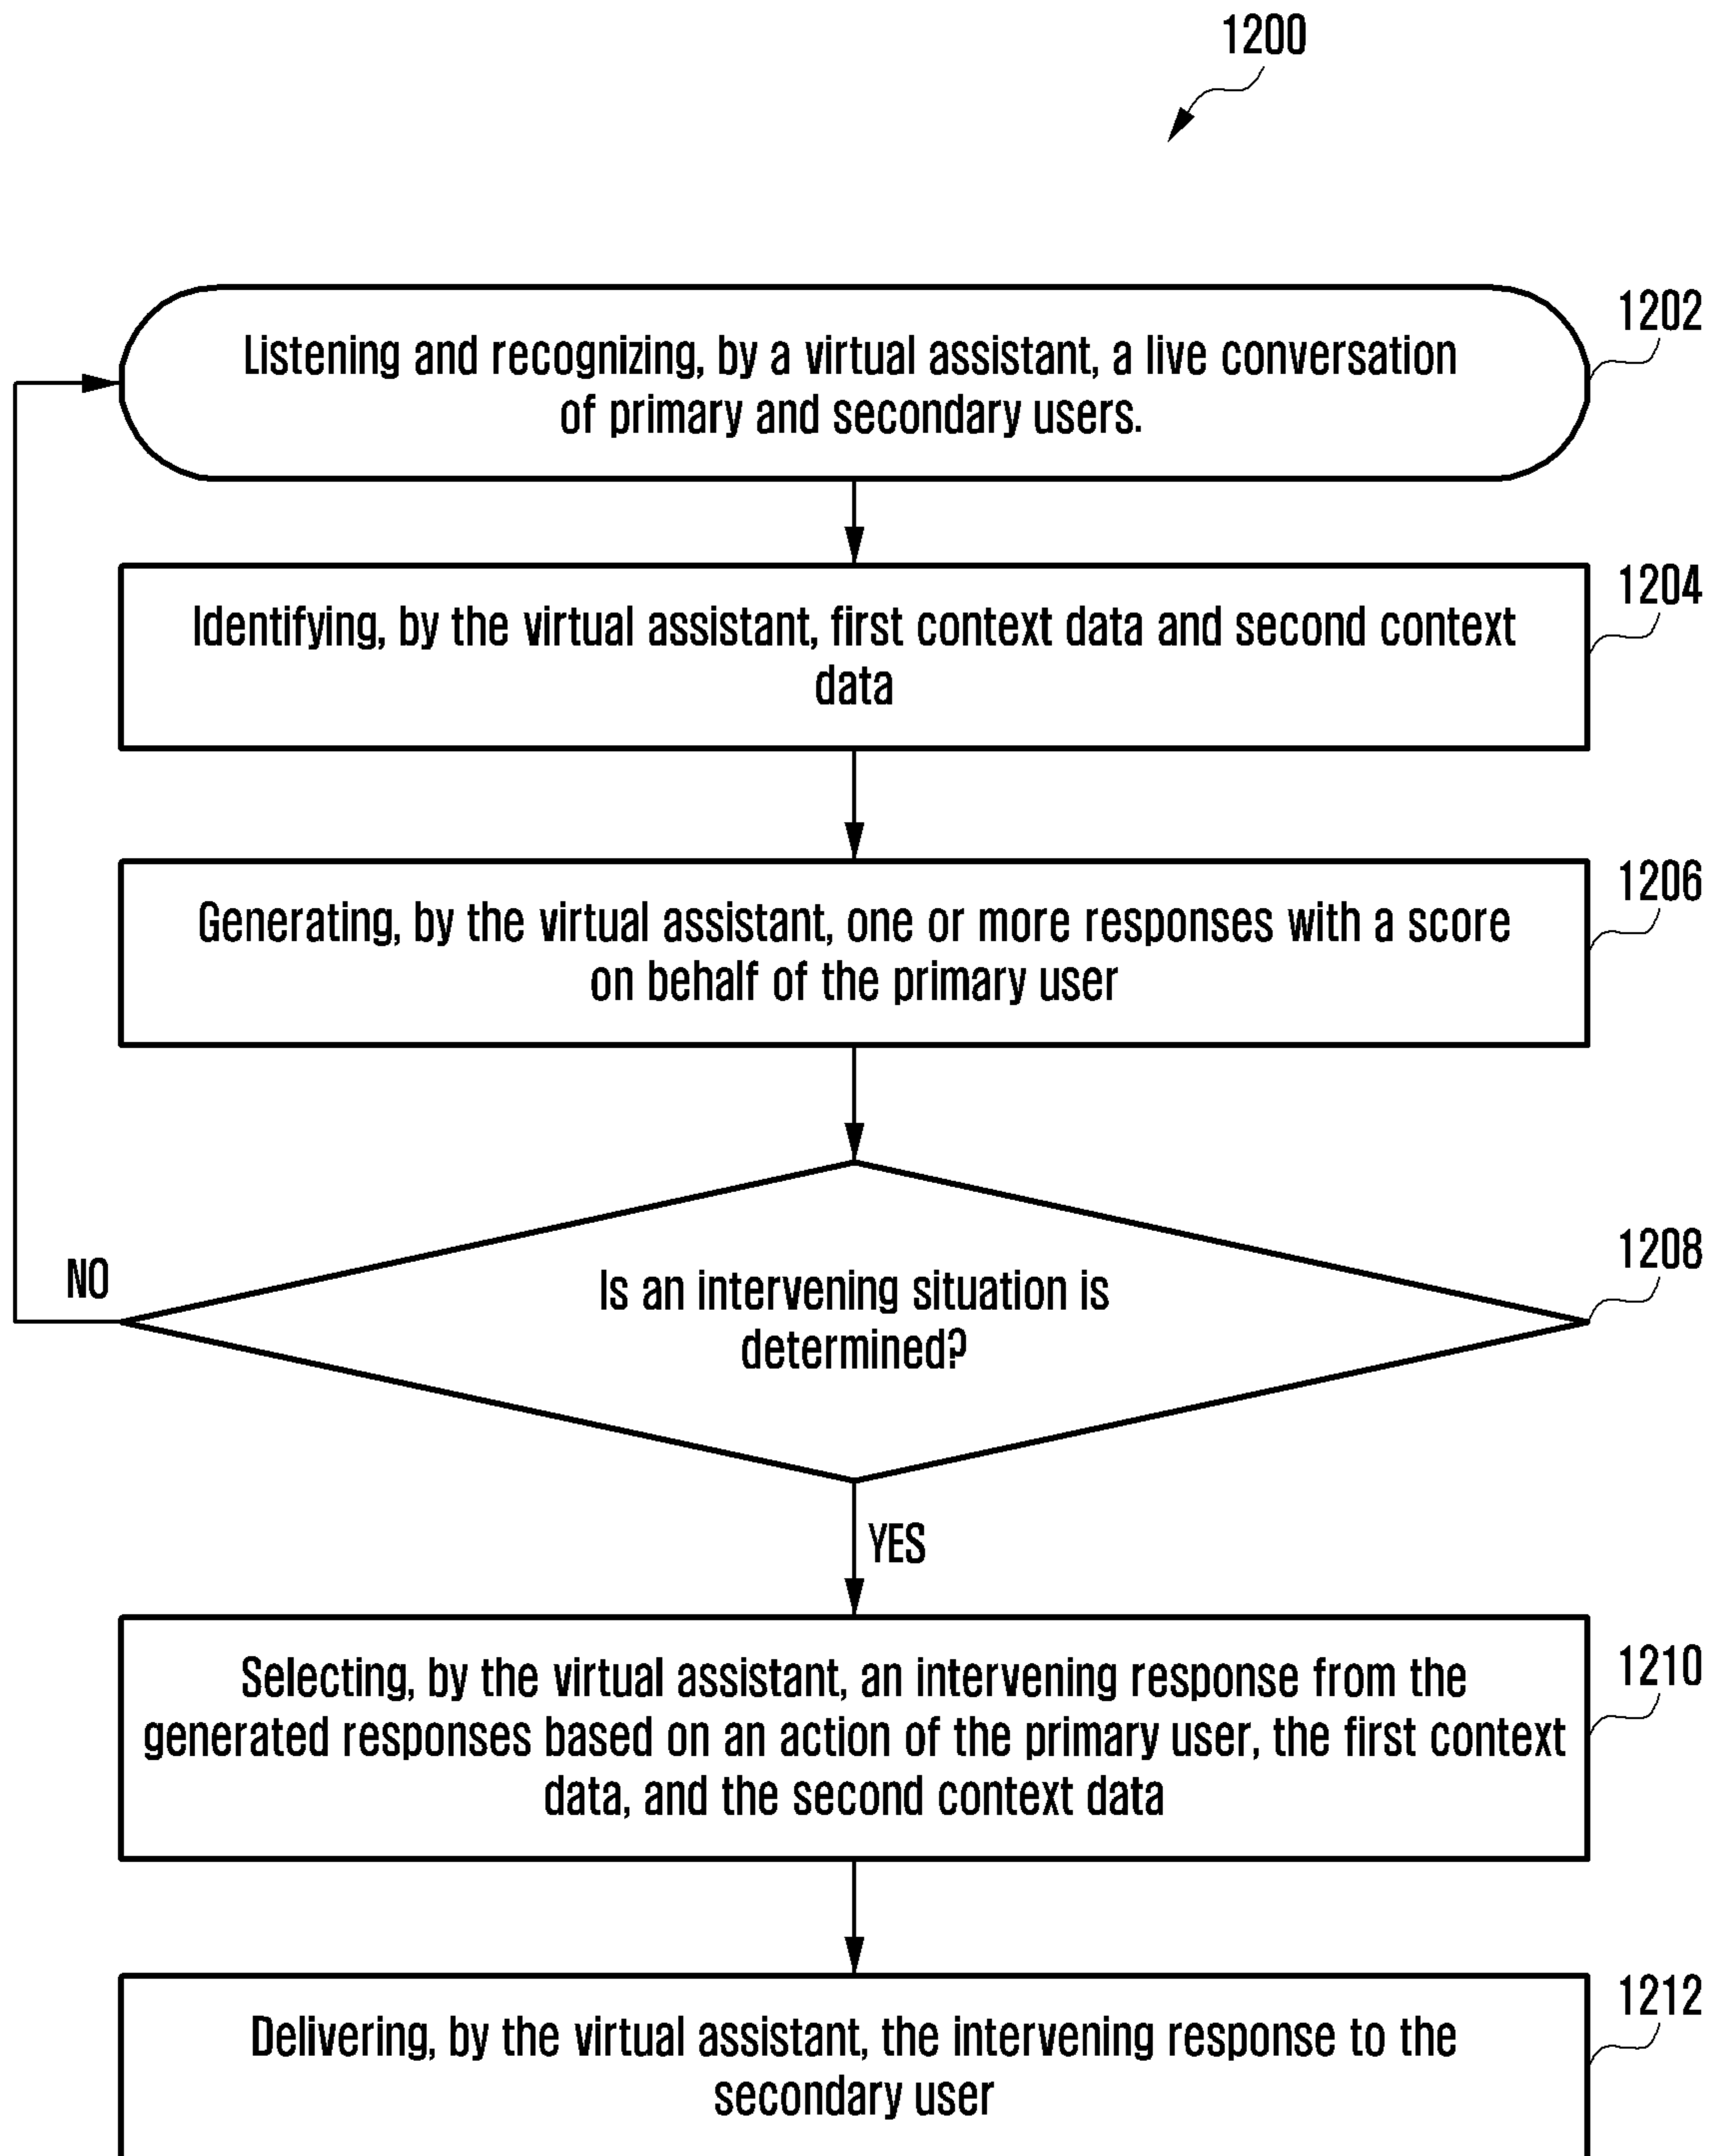 1200
1202
Listening and recognizing, by a virtual assistant, a live conversation
of primary and secondary users.
1204
Identifying, by the virtual assistant, first context data and second context
data
1206
Generating, by the virtual assistant, one or more responses with a score
on behalf of the primary user
1208
NO
Is an intervening situation is
determined?
YES
1210
Selecting, by the virtual assistant, an intervening response from the
generated responses based on an action of the primary user, the first context
data, and the second context data
1212
Delivering, by the virtual assistant, the intervening response to the
secondary user